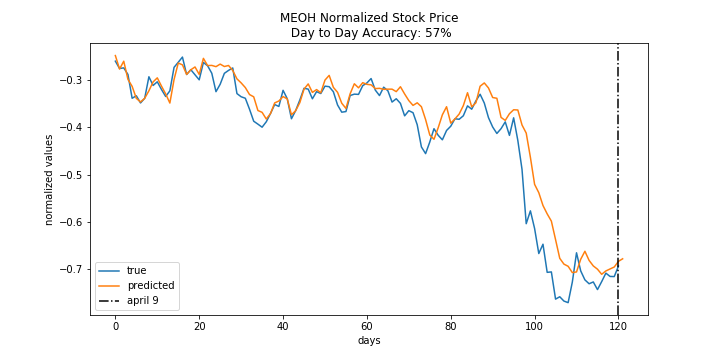 MEOH Normalized Stock Price
Day to Day Accuracy: 57%
normalized values
−0.3
−0.4
−0.5
−0.6
−0.7
true
predicted
april 9
0
20
40
60
80
100
120
days